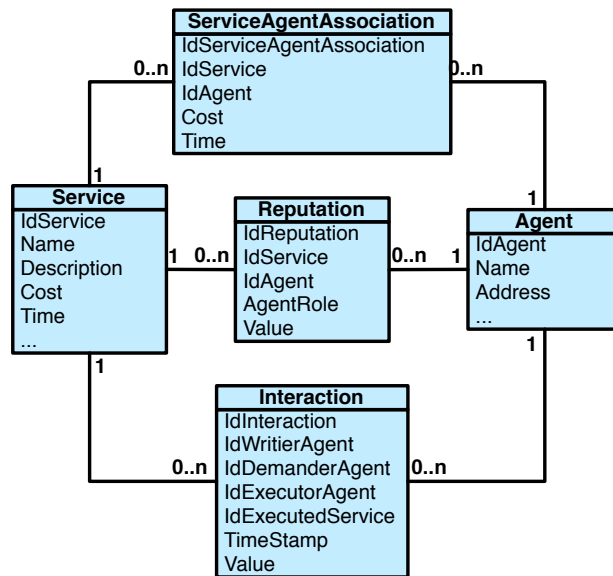 ServiceAgentAssociation
IdServiceAgentAssociation
IdService
IdAgent
Cost
Time
0..n
0..n
1
1
Service
IdService
Name
Description
Cost
Time
...
1
0..n
Reputation
IdReputation
IdService
IdAgent
AgentRole
Value
0..n
1
Agent
IdAgent
Name
Address
...
1
1
Interaction
IdInteraction
IdWritierAgent
IdDemanderAgent
IdExecutorAgent
IdExecutedService
TimeStamp
Value
0..n
0..n